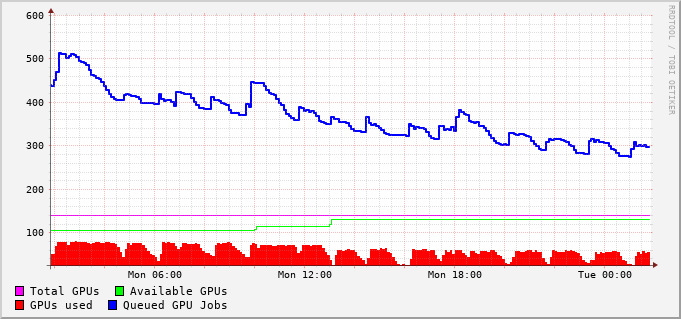 RRDTOOL / TOBI OETIKER
600
500
400
300
200
100
Mon 06:00 Mon 12:00 Mon 18:00 Tue 00:00
Total GPUs Available GPUs
GPUs used Queued GPU Jobs